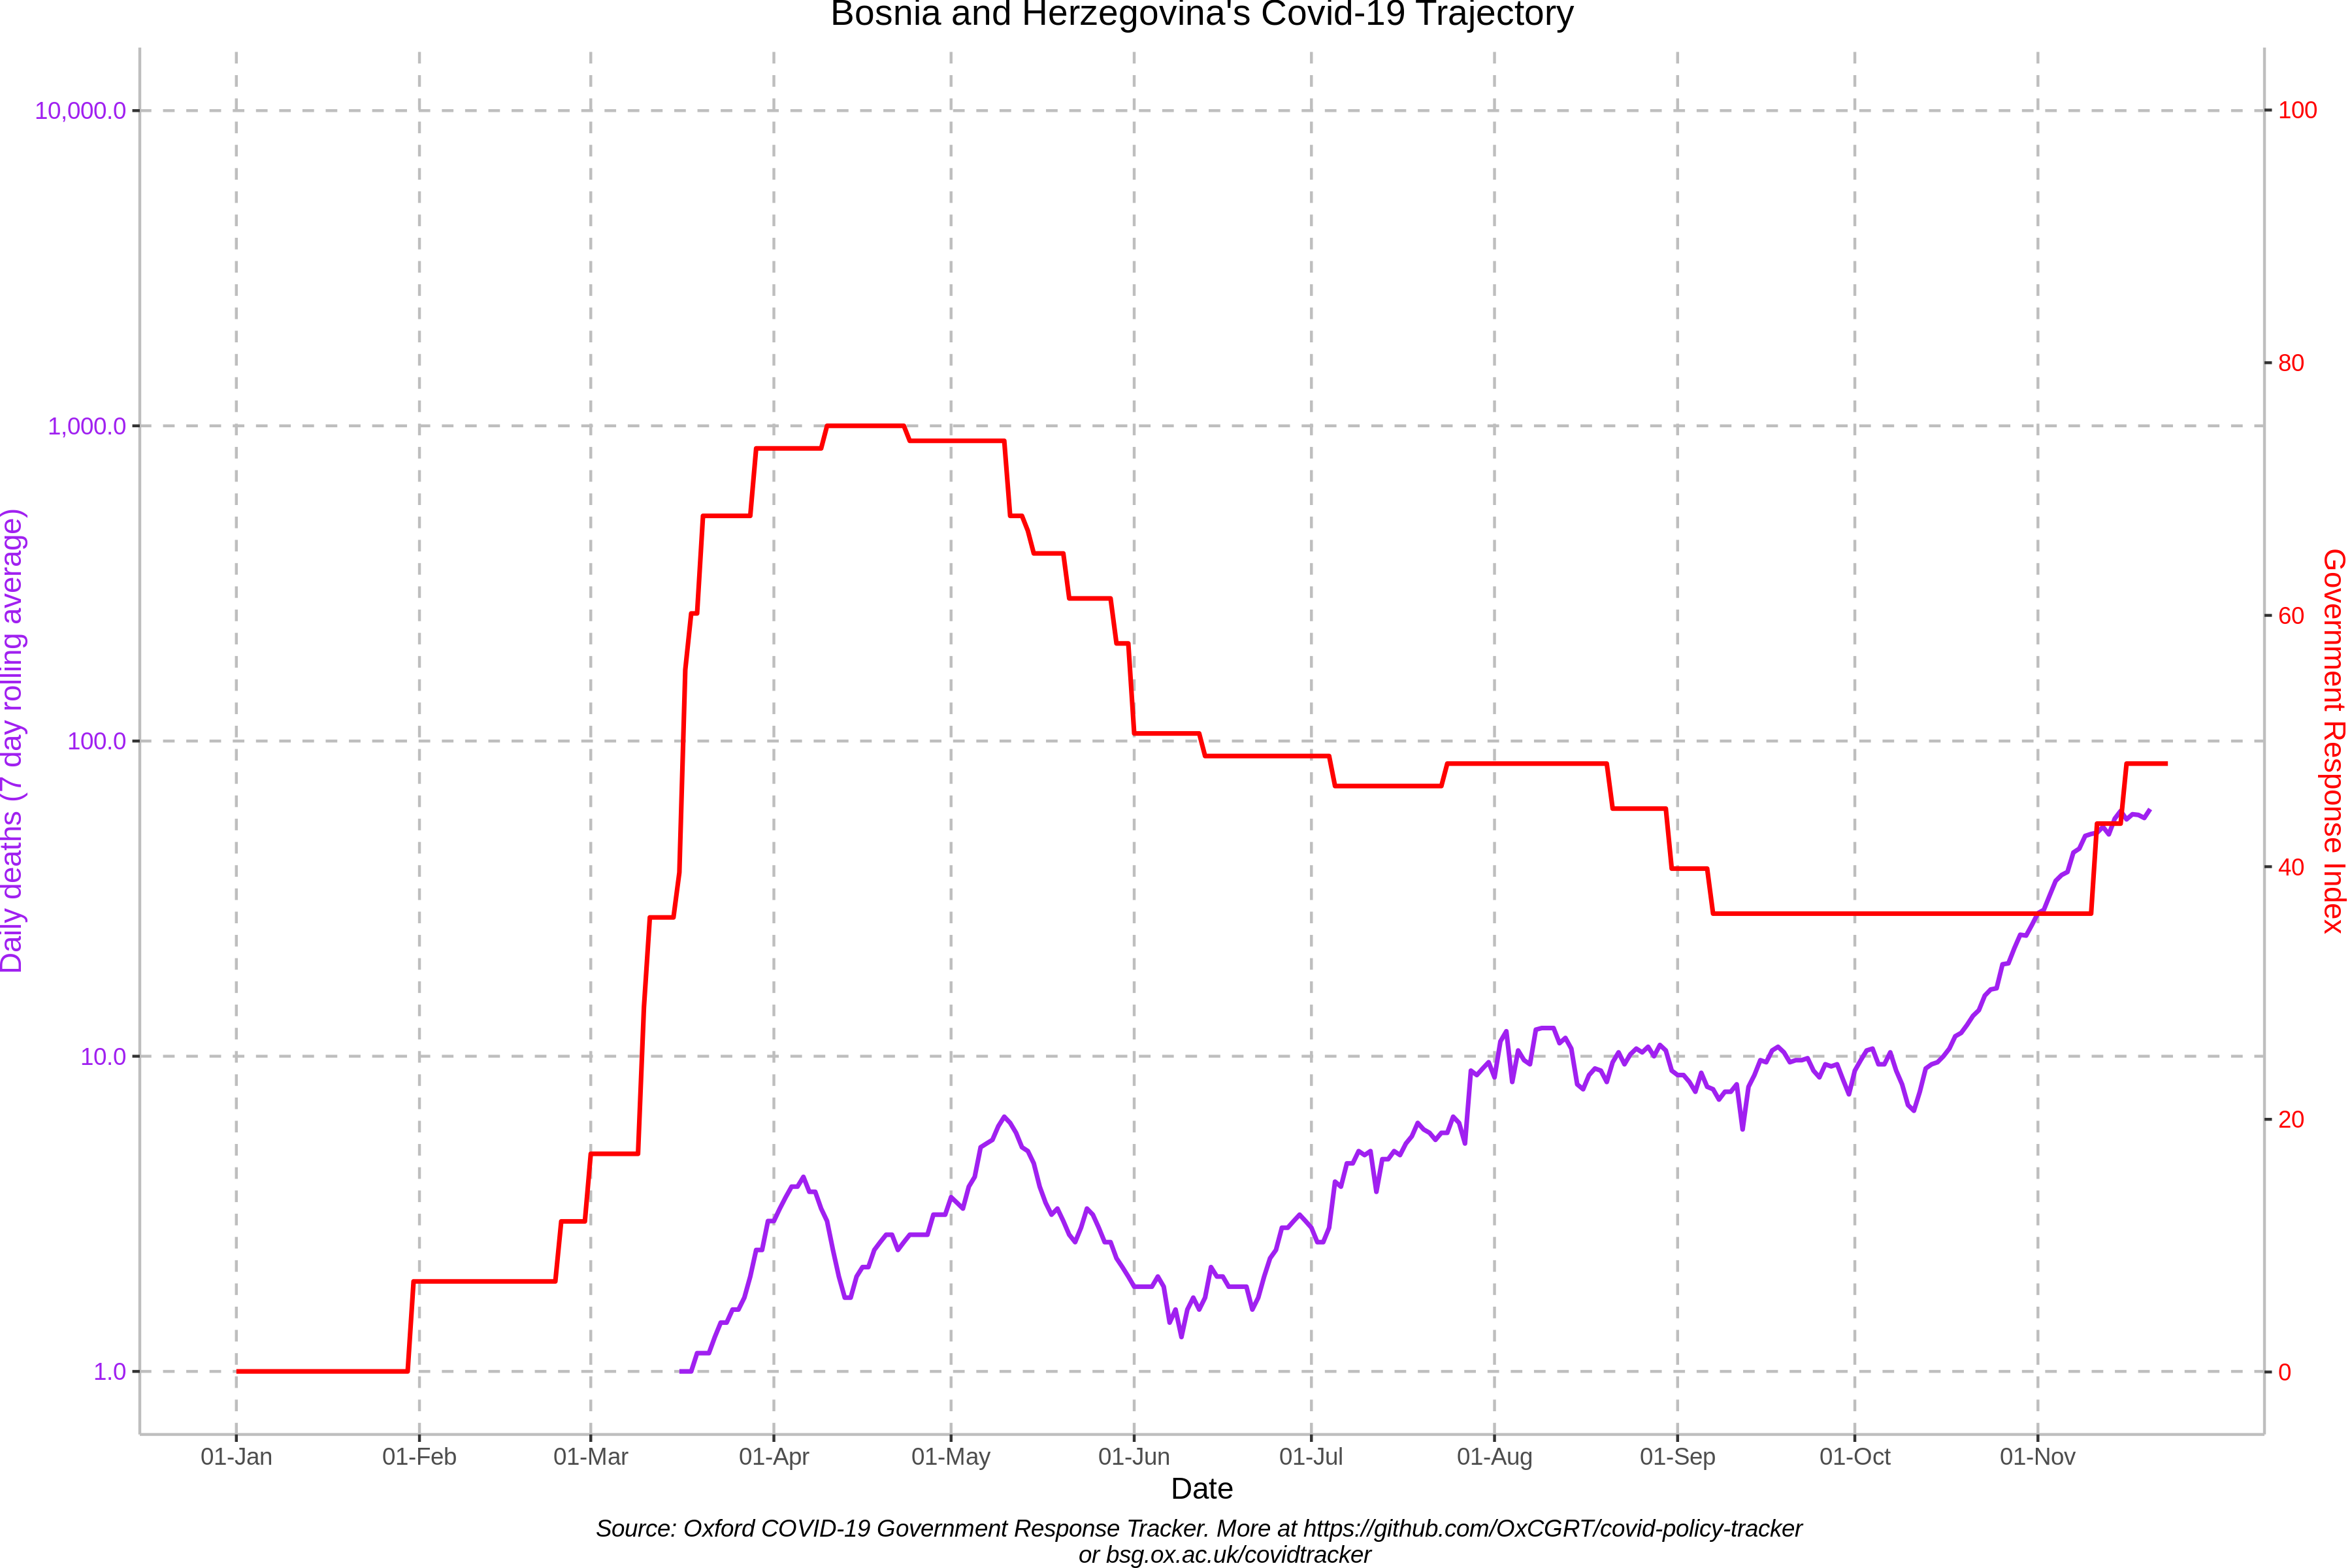 Bosnia and Herzegovina's Covid-19 Trajectory
10,000.0
1,000.0
100.0
10.0
1.0
Daily deaths (7 day rolling average)
100
80
60
40
20
0
Government Response Index
01-Jan
01-Feb
01-Mar
01-Apr
01-May
01-Jun
01-Jul
01-Aug
01-Sep
01-Oct
01-Nov
Date
Source: Oxford COVID-19 Government Response Tracker. More at https://github.com/OxCGRT/covid-policy-tracker
or bsg.ox.ac.uk/covidtracker